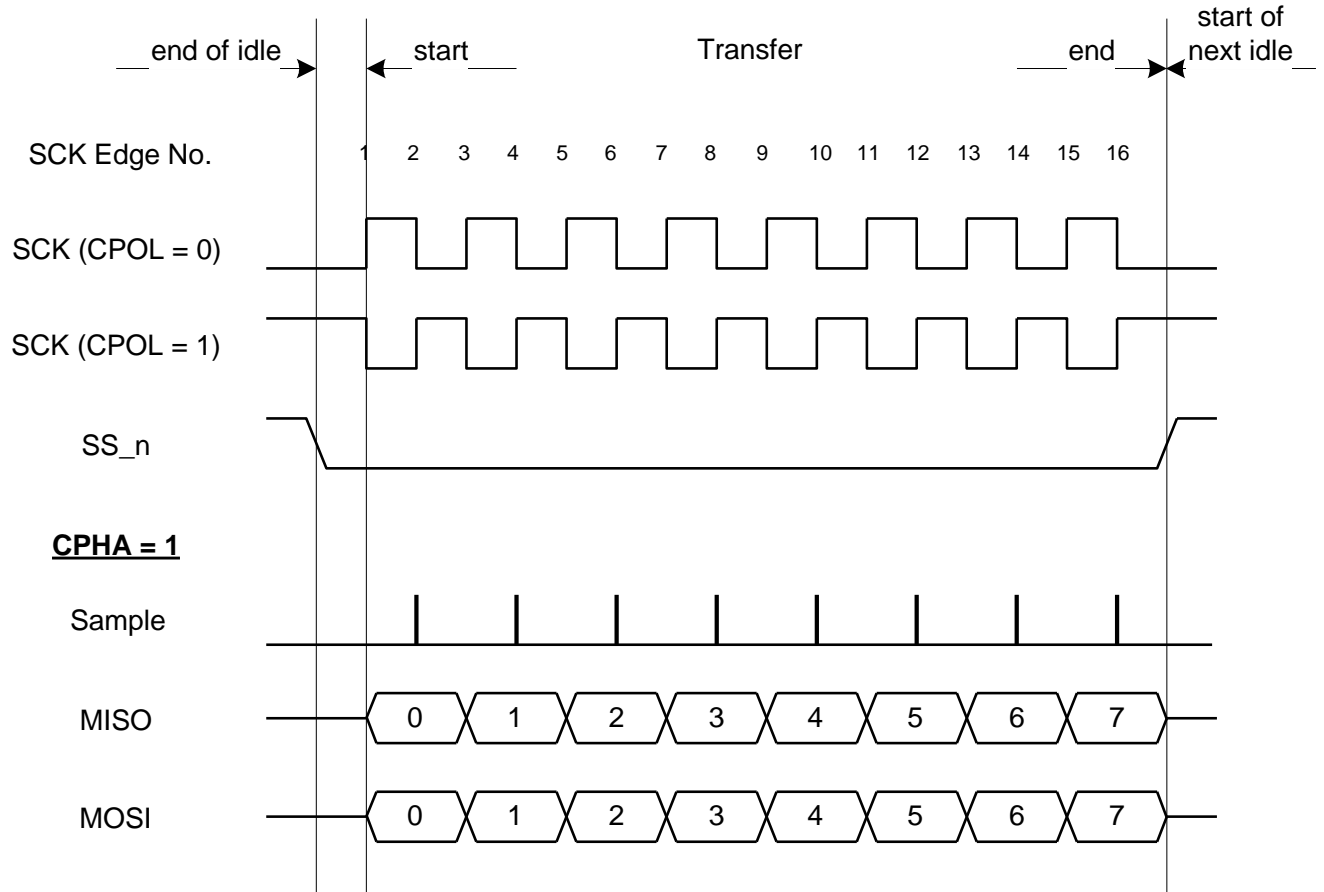 start of
end of idle start Transfer end next idle
SCK Edge No. 1 2 3 4 5 6 7 8 9 10 11 12 13 14 15 16
SCK (CPOL = 0)
SCK (CPOL = 1)
SS_n
CPHA = 1
Sample
MISO 0 1 2 3 4 5 6 7
MOSI 0 1 2 3 4 5 6 7